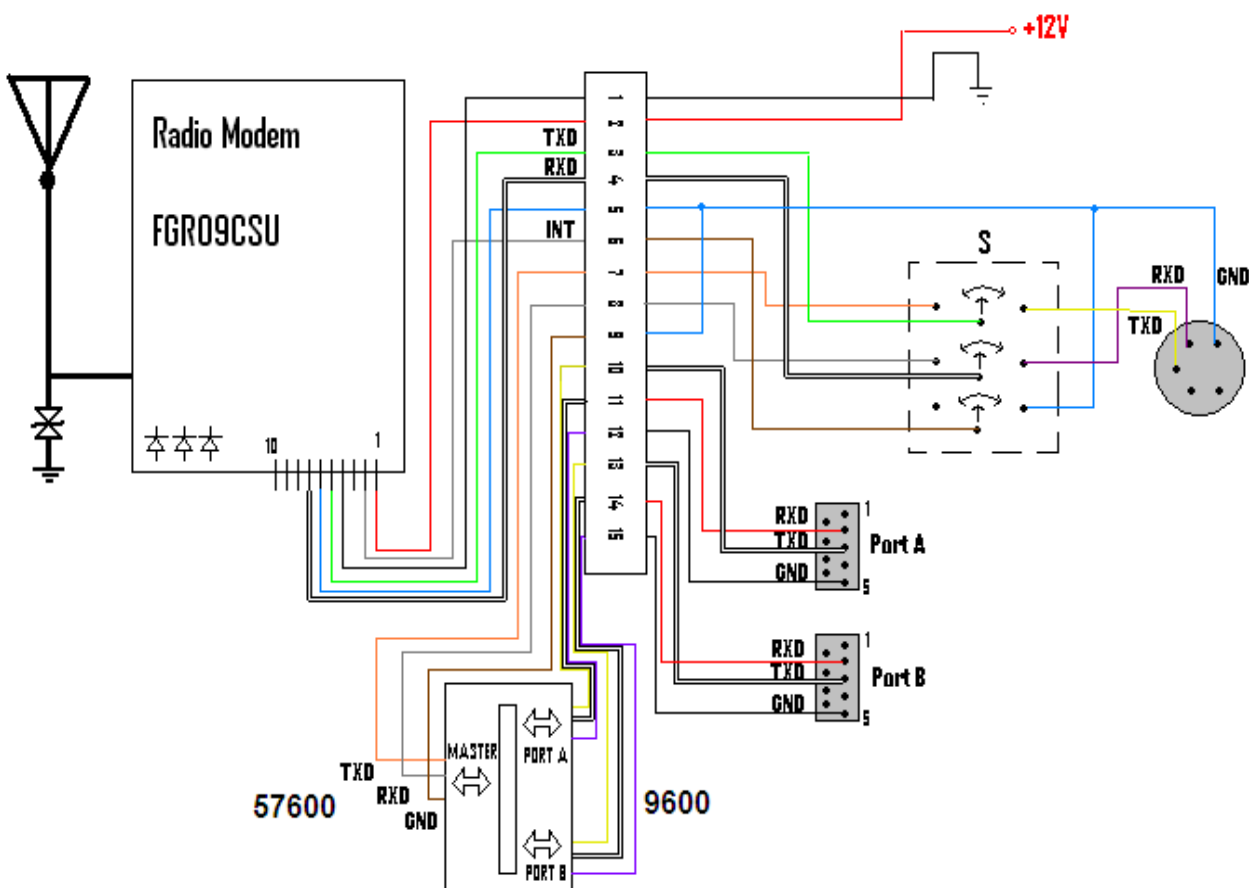 +12V
Radio Modem
FGR09CSU
10
1
TXD
RXD
INT
1
2
3
4
5
6
7
8
9
10
11
12
13
14
15
S
RXD
GND
TXD
RXD
TXD
GND
1
Port A
5
RXD
TXD
GND
1
Port B
5
MASTER
PORT A
PORT B
TXD
RXD
GND
57600
9600